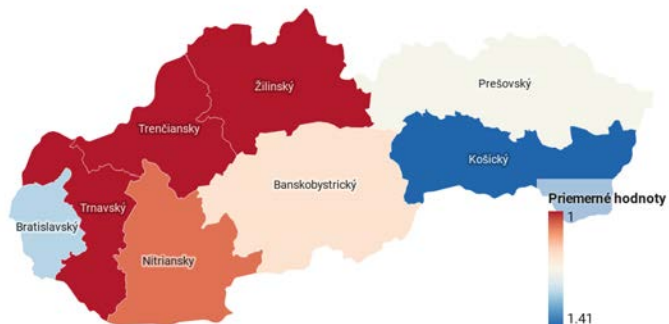 Žilinský
Prešovský
Trenčiansky
Košický
Banskobystrický
Priemerné hodnoty
Trnavský
1
Bratislavský
Nitriansky
1.41